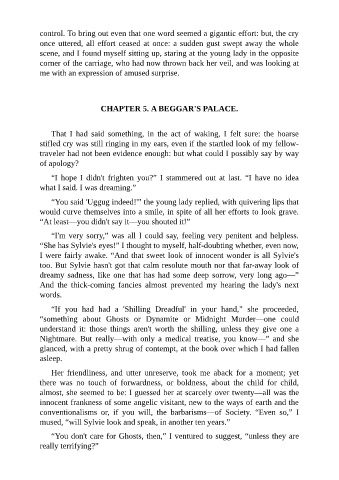 control. To bring out even that one word seemed a gigantic effort: but, the cry
once uttered, all effort ceased at once: a sudden gust swept away the whole
scene, and I found myself sitting up, staring at the young lady in the opposite
corner of the carriage, who had now thrown back her veil, and was looking at
me with an expression of amused surprise.
CHAPTER 5. A BEGGAR'S PALACE.
That I had said something, in the act of waking, I felt sure: the hoarse
stifled cry was still ringing in my ears, even if the startled look of my fellow-
traveler had not been evidence enough: but what could I possibly say by way
of apology?
“I hope I didn't frighten you?” I stammered out at last. “I have no idea
what I said. I was dreaming.”
“You said 'Uggug indeed!'” the young lady replied, with quivering lips that
would curve themselves into a smile, in spite of all her efforts to look grave.
“At least—you didn't say it—you shouted it!”
“I'm very sorry,” was all I could say, feeling very penitent and helpless.
“She has Sylvie's eyes!” I thought to myself, half-doubting whether, even now,
I were fairly awake. “And that sweet look of innocent wonder is all Sylvie's
too. But Sylvie hasn't got that calm resolute mouth nor that far-away look of
dreamy sadness, like one that has had some deep sorrow, very long ago—”
And the thick-coming fancies almost prevented my hearing the lady's next
words.
“If you had had a 'Shilling Dreadful' in your hand,” she proceeded,
“something about Ghosts or Dynamite or Midnight Murder—one could
understand it: those things aren't worth the shilling, unless they give one a
Nightmare. But really—with only a medical treatise, you know—” and she
glanced, with a pretty shrug of contempt, at the book over which I had fallen
asleep.
Her friendliness, and utter unreserve, took me aback for a moment; yet
there was no touch of forwardness, or boldness, about the child for child,
almost, she seemed to be: I guessed her at scarcely over twenty—all was the
innocent frankness of some angelic visitant, new to the ways of earth and the
conventionalisms or, if you will, the barbarisms—of Society. “Even so,” I
mused, “will Sylvie look and speak, in another ten years.”
“You don't care for Ghosts, then,” I ventured to suggest, “unless they are
really terrifying?”